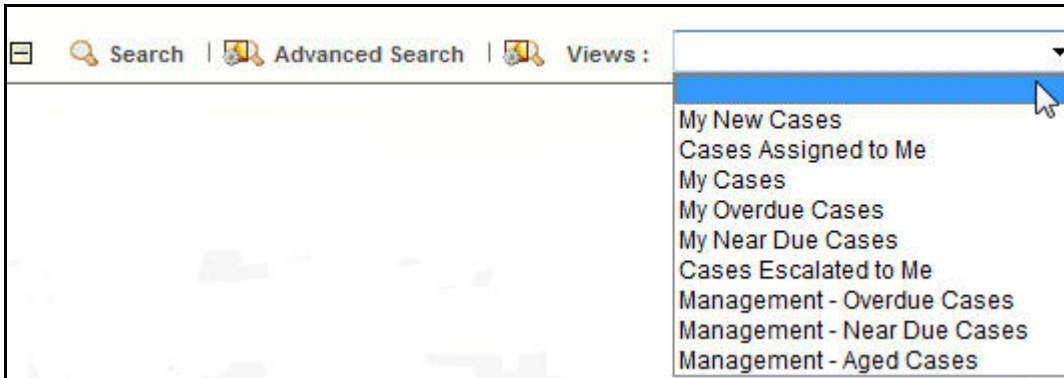 Search | Advanced Search | Views :
My New Cases
Cases Assigned to Me
My Cases
My Overdue Cases
My Near Due Cases
Cases Escalated to Me
Management - Overdue Cases
Management - Near Due Cases
Management - Aged Cases